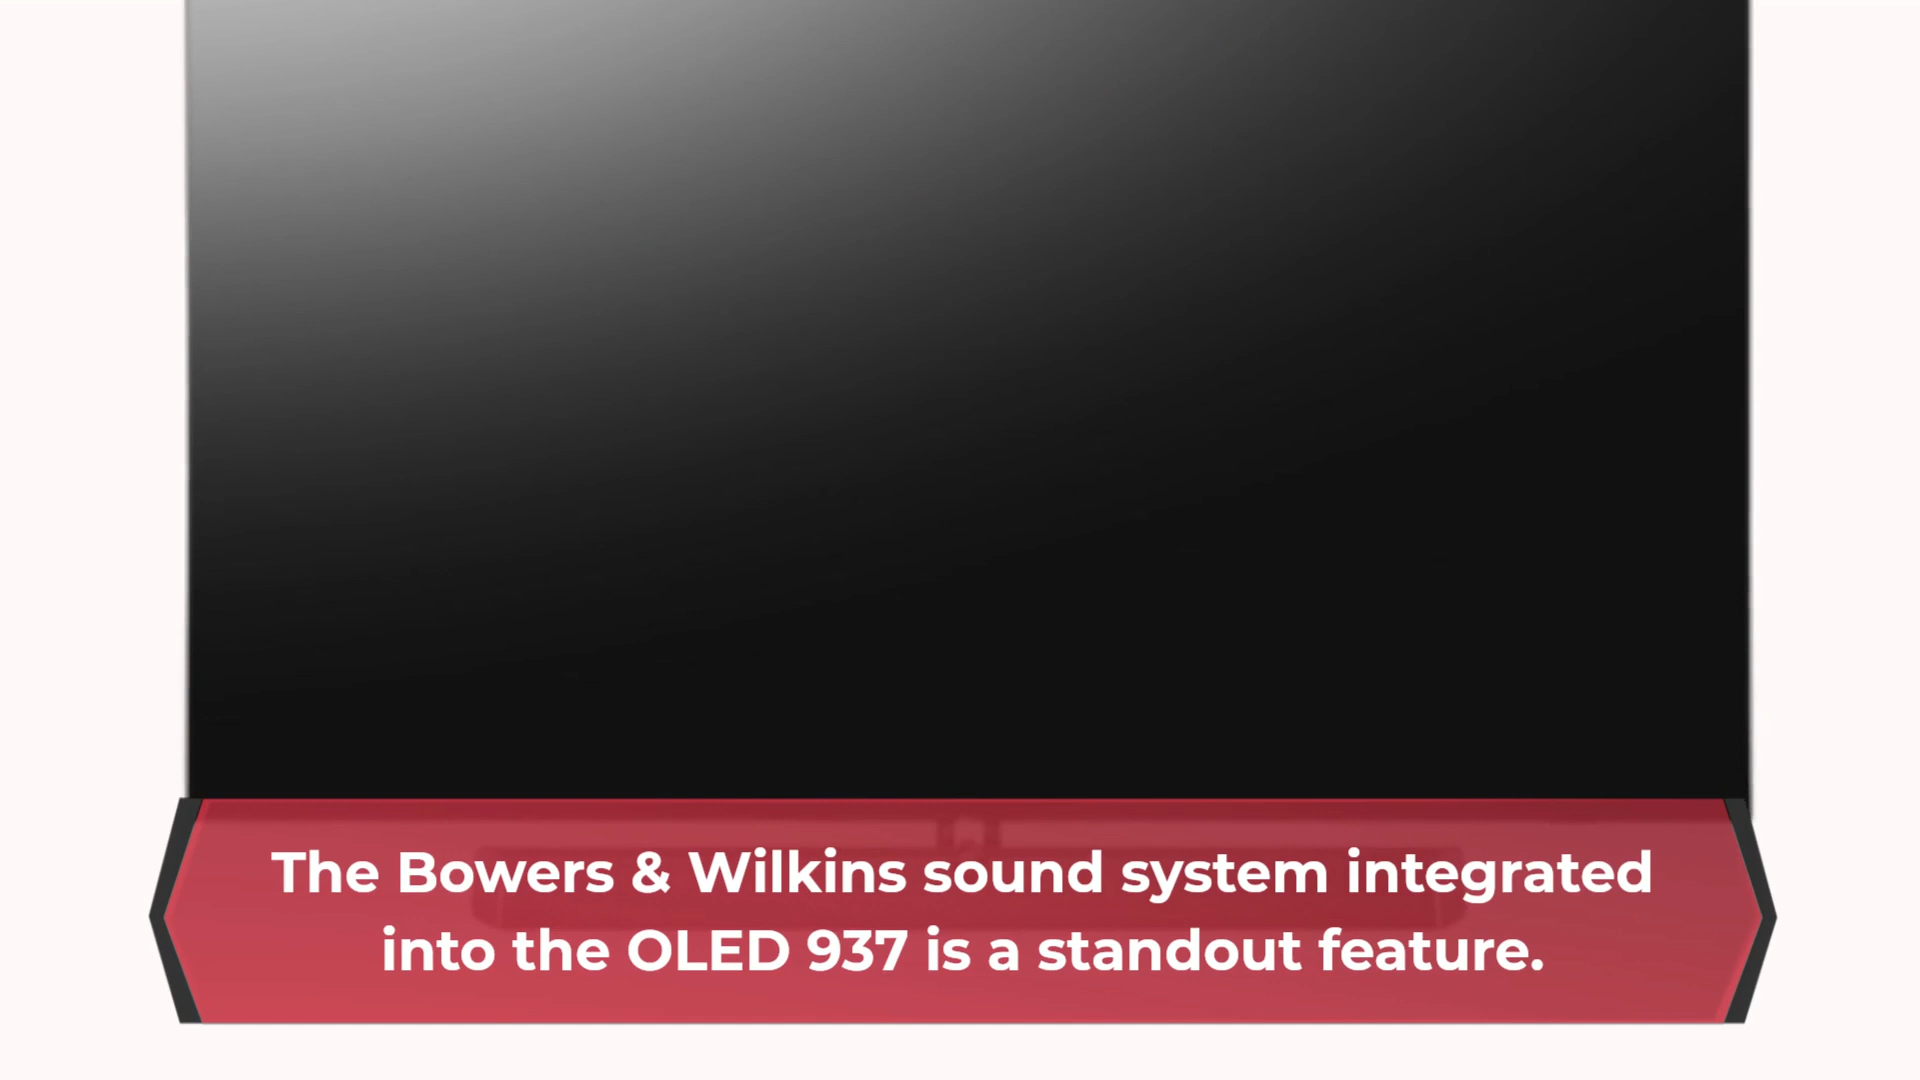 The Bowers & Wilkins sound system integrated
into the OLED 937 is a standout feature.